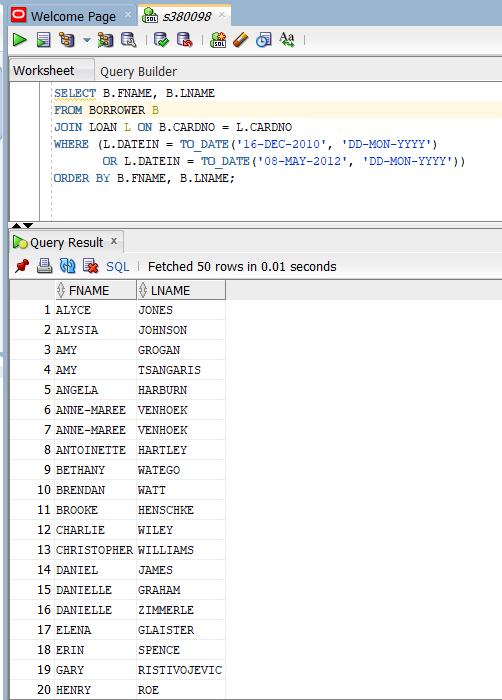 Welcome Page × s380098 ×
SQL Aa
Worksheet Query Builder
SELECT B.FNAME, B.LNAME
FROM BORROWER B
JOIN LOAN L ON B.CARDNO = L.CARDNO
WHERE (L.DATEIN = TO_DATE('16-DEC-2010', 'DD-MON-YYYY')
OR L.DATEIN = TO_DATE('08-MAY-2012', 'DD-MON-YYYY'))
ORDER BY B.FNAME, B.LNAME;
Query Result ×
SQL | Fetched 50 rows in 0.01 seconds
FNAME LNAME
1 ALYCE JONES
2 ALYSIA JOHNSON
3 AMY GROGAN
4 AMY TSANGARIS
5 ANGELA HARBURN
6 ANNE-MAREE VENHOEK
7 ANNE-MAREE VENHOEK
8 ANTOINETTE HARTLEY
9 BETHANY WATEGO
10 BRENDAN WATT
11 BROOKE HENSCHKE
12 CHARLIE WILEY
13 CHRISTOPHER WILLIAMS
14 DANIEL JAMES
15 DANIELLE GRAHAM
16 DANIELLE ZIMMERLE
17 ELENA GLAISTER
18 ERIN SPENCE
19 GARY RISTIVOJEVIC
20 HENRY ROE